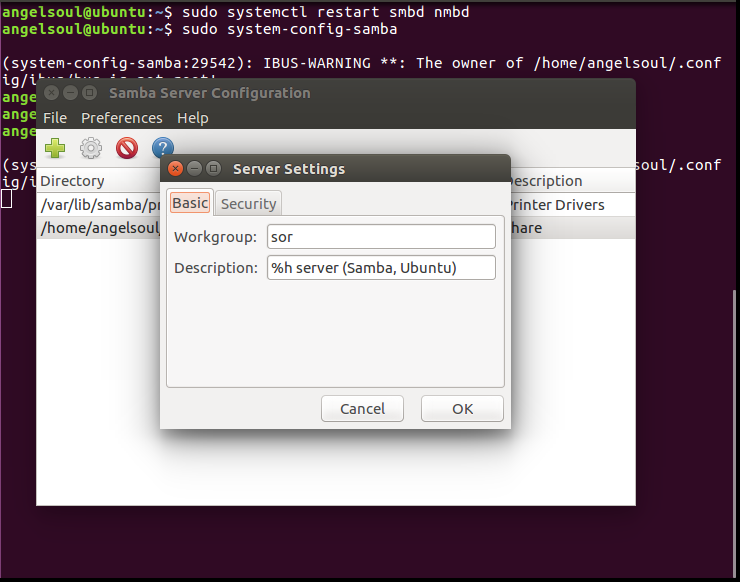 angelsoul@ubuntu:~$ sudo systemctl restart smbd nmbd
angelsoul@ubuntu:~$ sudo system-config-samba
(system-config-samba:29542): IBUS-WARNING **: The owner of /home/angelsoul/.conf
ig/ibus/bus is not root!
Samba Server Configuration
File Preferences Help
Directory
Description
/var/lib/samba/pr
Printer Drivers
/home/angelsoul
share
Server Settings
Basic Security
Workgroup: sor
Description: %h server (Samba, Ubuntu)
Cancel OK
ange
ange
ange
(sys
soul/.conf
ig/i